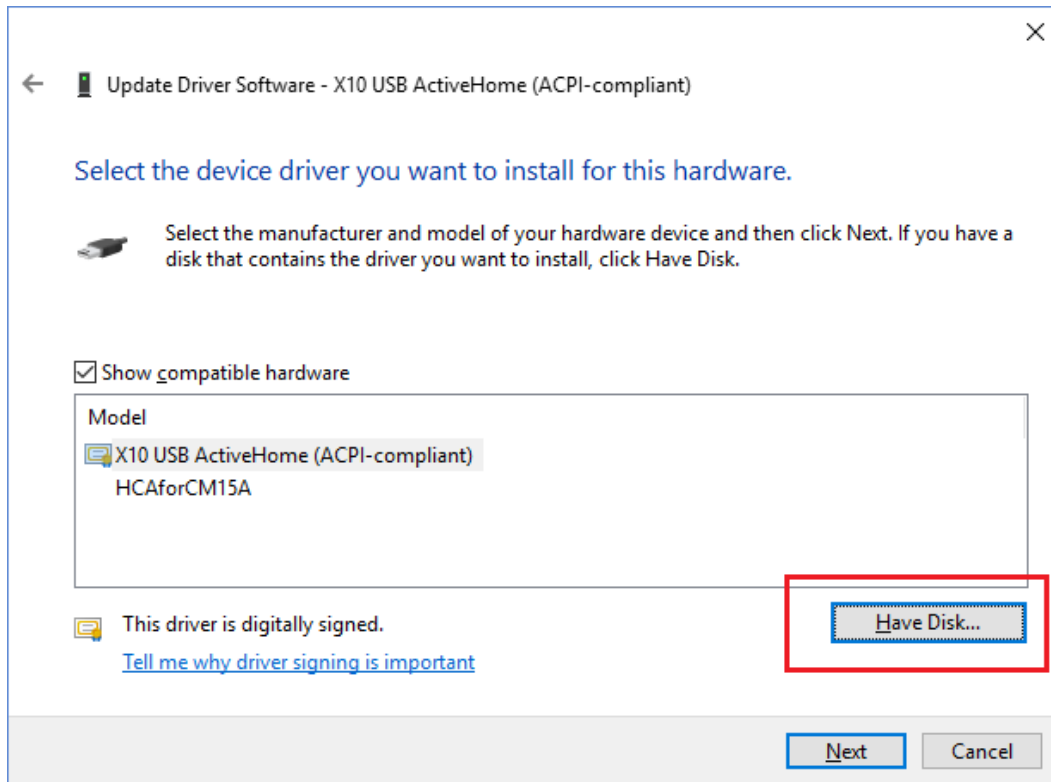 Update Driver Software - X10 USB ActiveHome (ACPI-compliant)
Select the device driver you want to install for this hardware.
Select the manufacturer and model of your hardware device and then click Next. If you have a
disk that contains the driver you want to install, click Have Disk.
Show compatible hardware
Model
X10 USB ActiveHome (ACPI-compliant)
HCAforCM15A
This driver is digitally signed.
Have Disk...
Tell me why driver signing is important
Next
Cancel